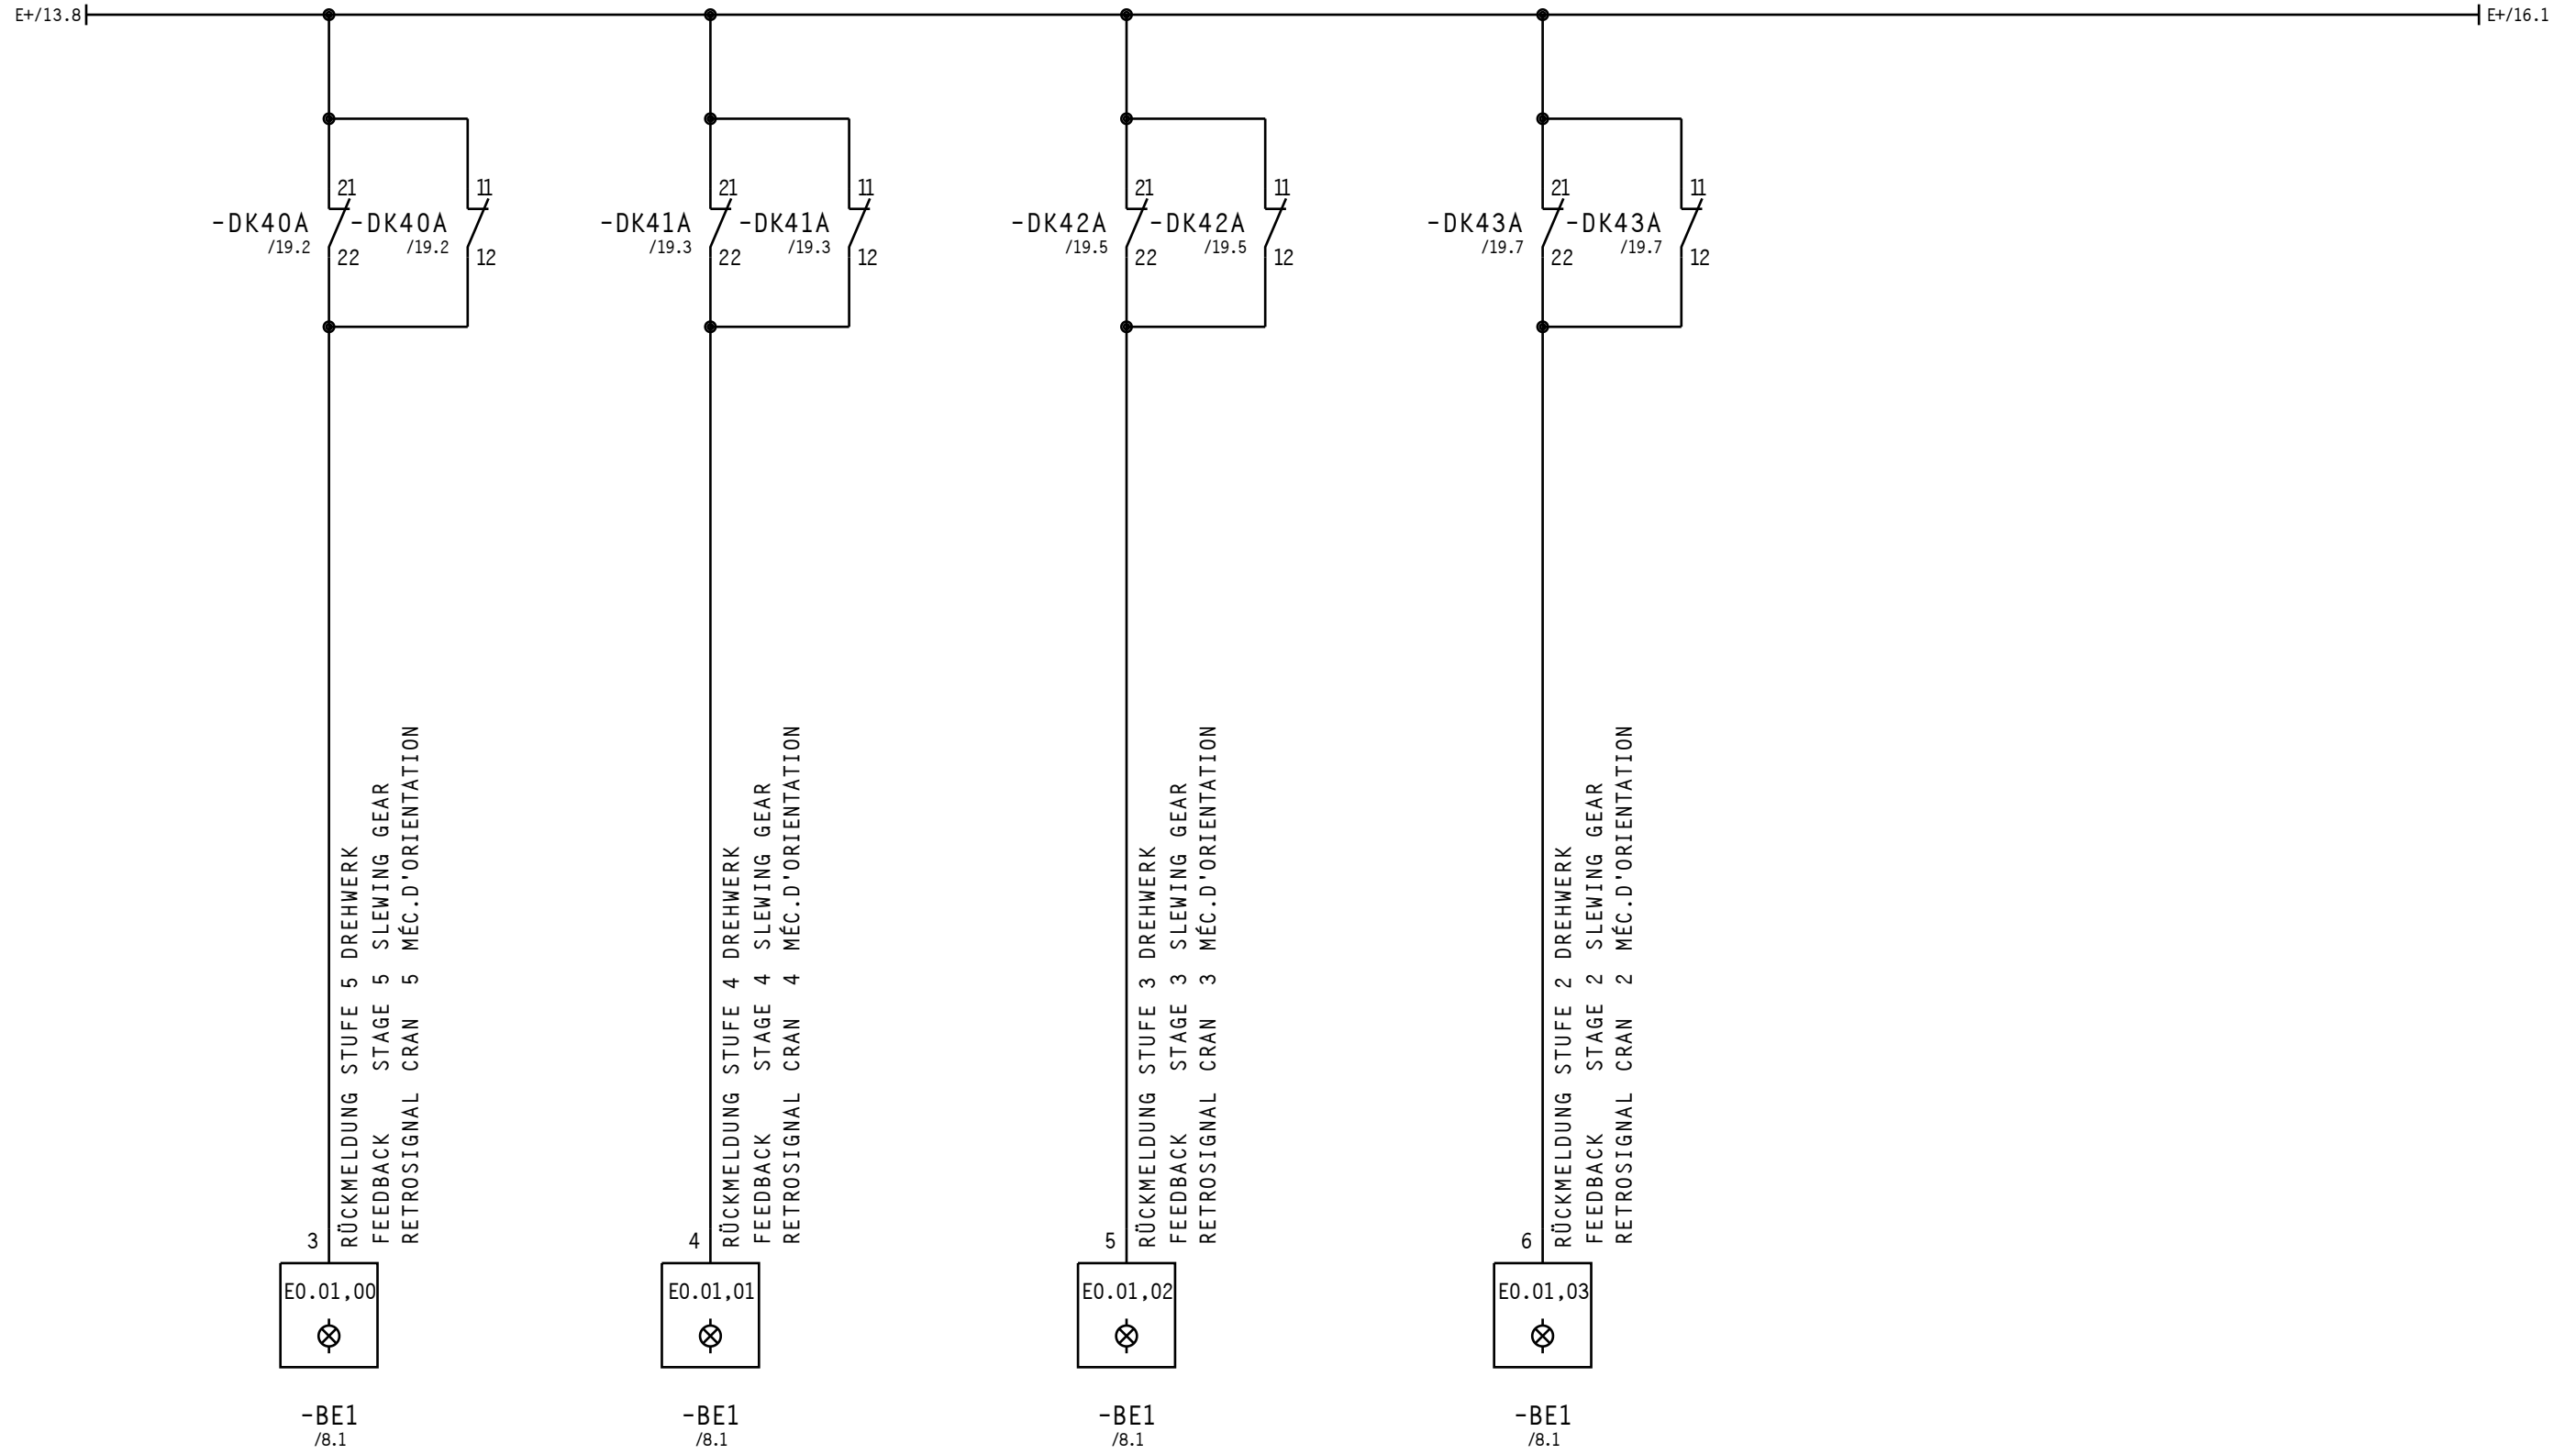 E+/13.8
E+/16.1
21
11
-DK40A
-DK40A
/19.2
/19.2
22
12
21
11
-DK41A
-DK41A
/19.3
/19.3
22
12
21
11
-DK42A
-DK42A
/19.5
/19.5
22
12
21
11
-DK43A
-DK43A
/19.7
/19.7
22
12
RÜCKMELDUNG STUFE 5 DREHWERK
FEEDBACK STAGE 5 SLEWING GEAR
RETROSIGNAL CRAN 5 MÉC.D'ORIENTATION
RÜCKMELDUNG STUFE 4 DREHWERK
FEEDBACK STAGE 4 SLEWING GEAR
RETROSIGNAL CRAN 4 MÉC.D'ORIENTATION
RÜCKMELDUNG STUFE 3 DREHWERK
FEEDBACK STAGE 3 SLEWING GEAR
RETROSIGNAL CRAN 3 MÉC.D'ORIENTATION
RÜCKMELDUNG STUFE 2 DREHWERK
FEEDBACK STAGE 2 SLEWING GEAR
RETROSIGNAL CRAN 2 MÉC.D'ORIENTATION
3
4
5
6
E0.01,00
E0.01,01
E0.01,02
E0.01,03
-BE1
/8.1
-BE1
/8.1
-BE1
/8.1
-BE1
/8.1